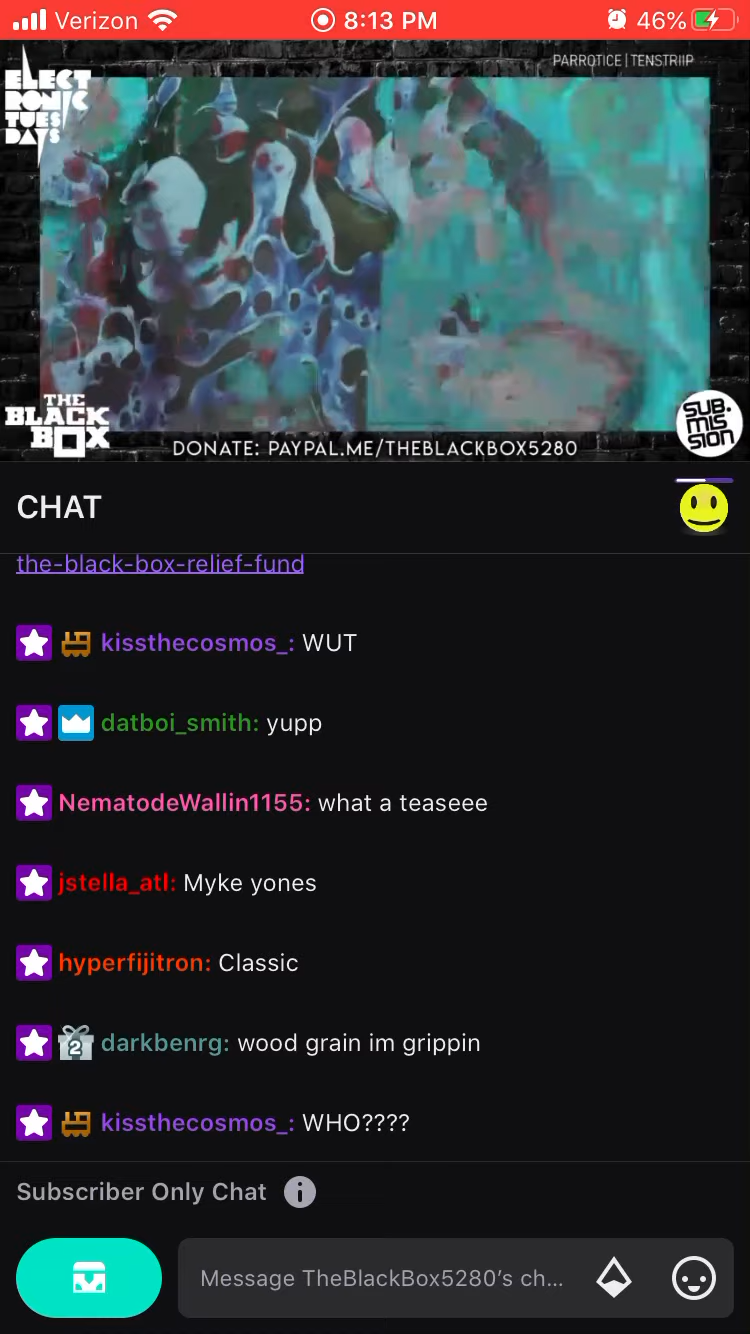 Verizon 8:13 PM 46%
PARROTICE | TENSTRIIP
ELECT
RONIC
TUES
DAYS
THE
BLACK
BOX
SUB.
MIS
SION
DONATE: PAYPAL.ME/THEBLACKBOX5280
CHAT
the-black-box-relief-fund
kissthecosmos_: WUT
datboi_smith: yupp
NematodeWallin1155: what a teaseee
jstella_atl: Myke yones
hyperfijitron: Classic
2 darkbenrg: wood grain im grippin
kissthecosmos_: WHO????
Subscriber Only Chat i
Message TheBlackBox5280’s ch...